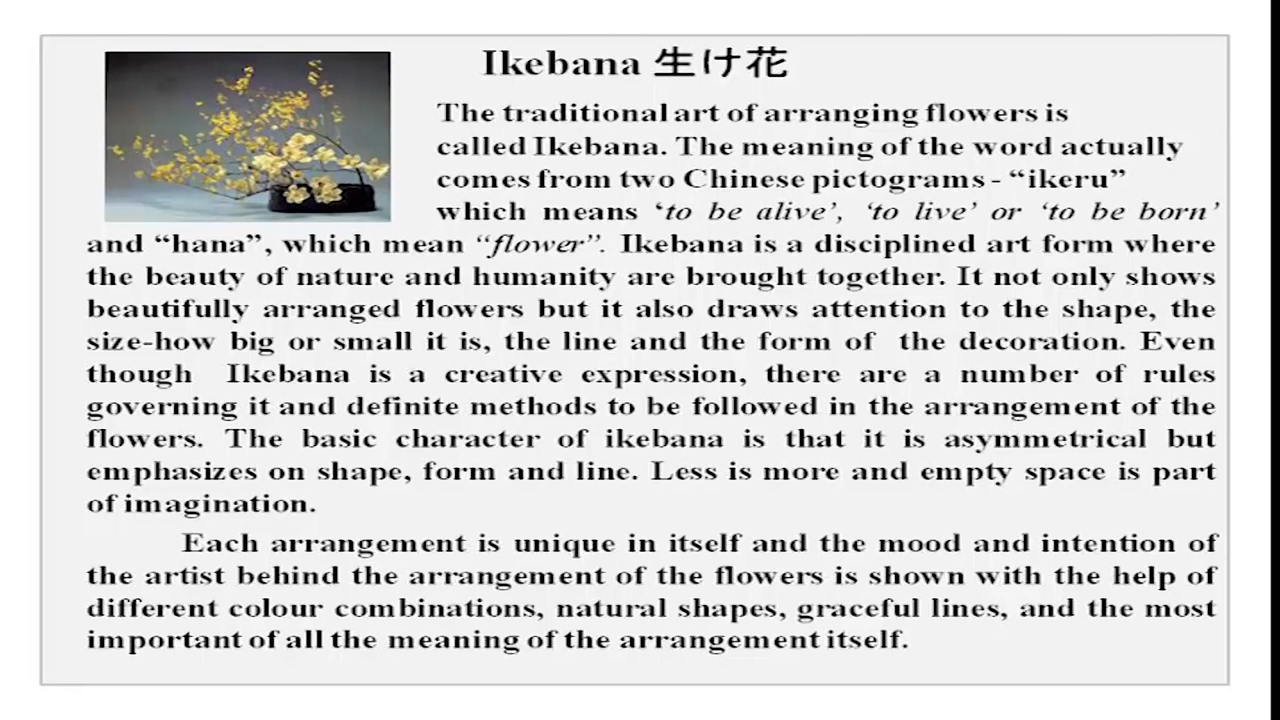 Ikebana 生け花
The traditional art of arranging flowers is
called Ikebana. The meaning of the word actually
comes from two Chinese pictograms - “ikeru”
which means ‘to be alive’, ‘to live’ or ‘to be born’
and “hana”, which mean “flower”. Ikebana is a disciplined art form where
the beauty of nature and humanity are brought together. It not only shows
beautifully arranged flowers but it also draws attention to the shape, the
size-how big or small it is, the line and the form of the decoration. Even
though Ikebana is a creative expression, there are a number of rules
governing it and definite methods to be followed in the arrangement of the
flowers. The basic character of ikebana is that it is asymmetrical but
emphasizes on shape, form and line. Less is more and empty space is part
of imagination.
Each arrangement is unique in itself and the mood and intention of
the artist behind the arrangement of the flowers is shown with the help of
different colour combinations, natural shapes, graceful lines, and the most
important of all the meaning of the arrangement itself.